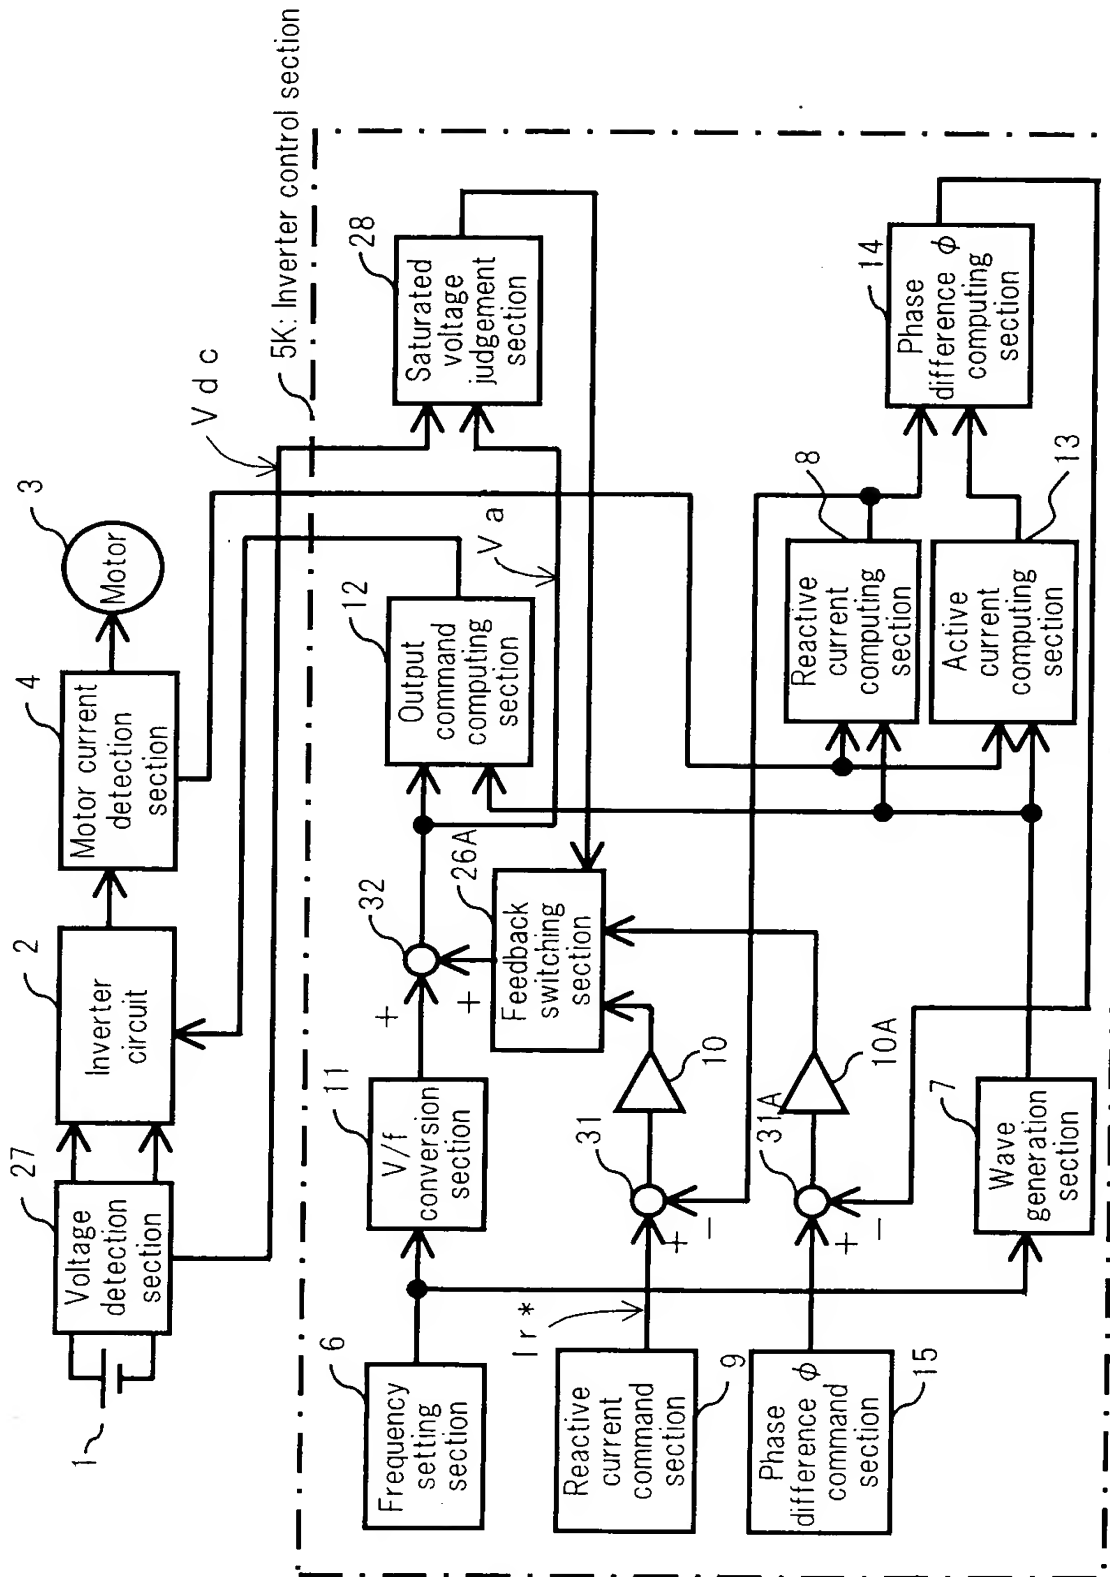 1
27
Voltage
detection
section
2
Inverter
circuit
4
Motor current
detection
section
3
Motor
Vdc
5K: Inverter control section
6
Frequency
setting
section
11
V/f
conversion
section
+
+
32
26A
Feedback
switching
section
12
Output
command
computing
section
Va
28
Saturated
voltage
judgement
section
Ir*
Reactive
current
command
section
9
+
−
31
10
Phase
difference ϕ
command
section
15
+
−
31A
10A
7
Wave
generation
section
8
Reactive
current
computing
section
13
Active
current
computing
section
14
Phase
difference ϕ
computing
section